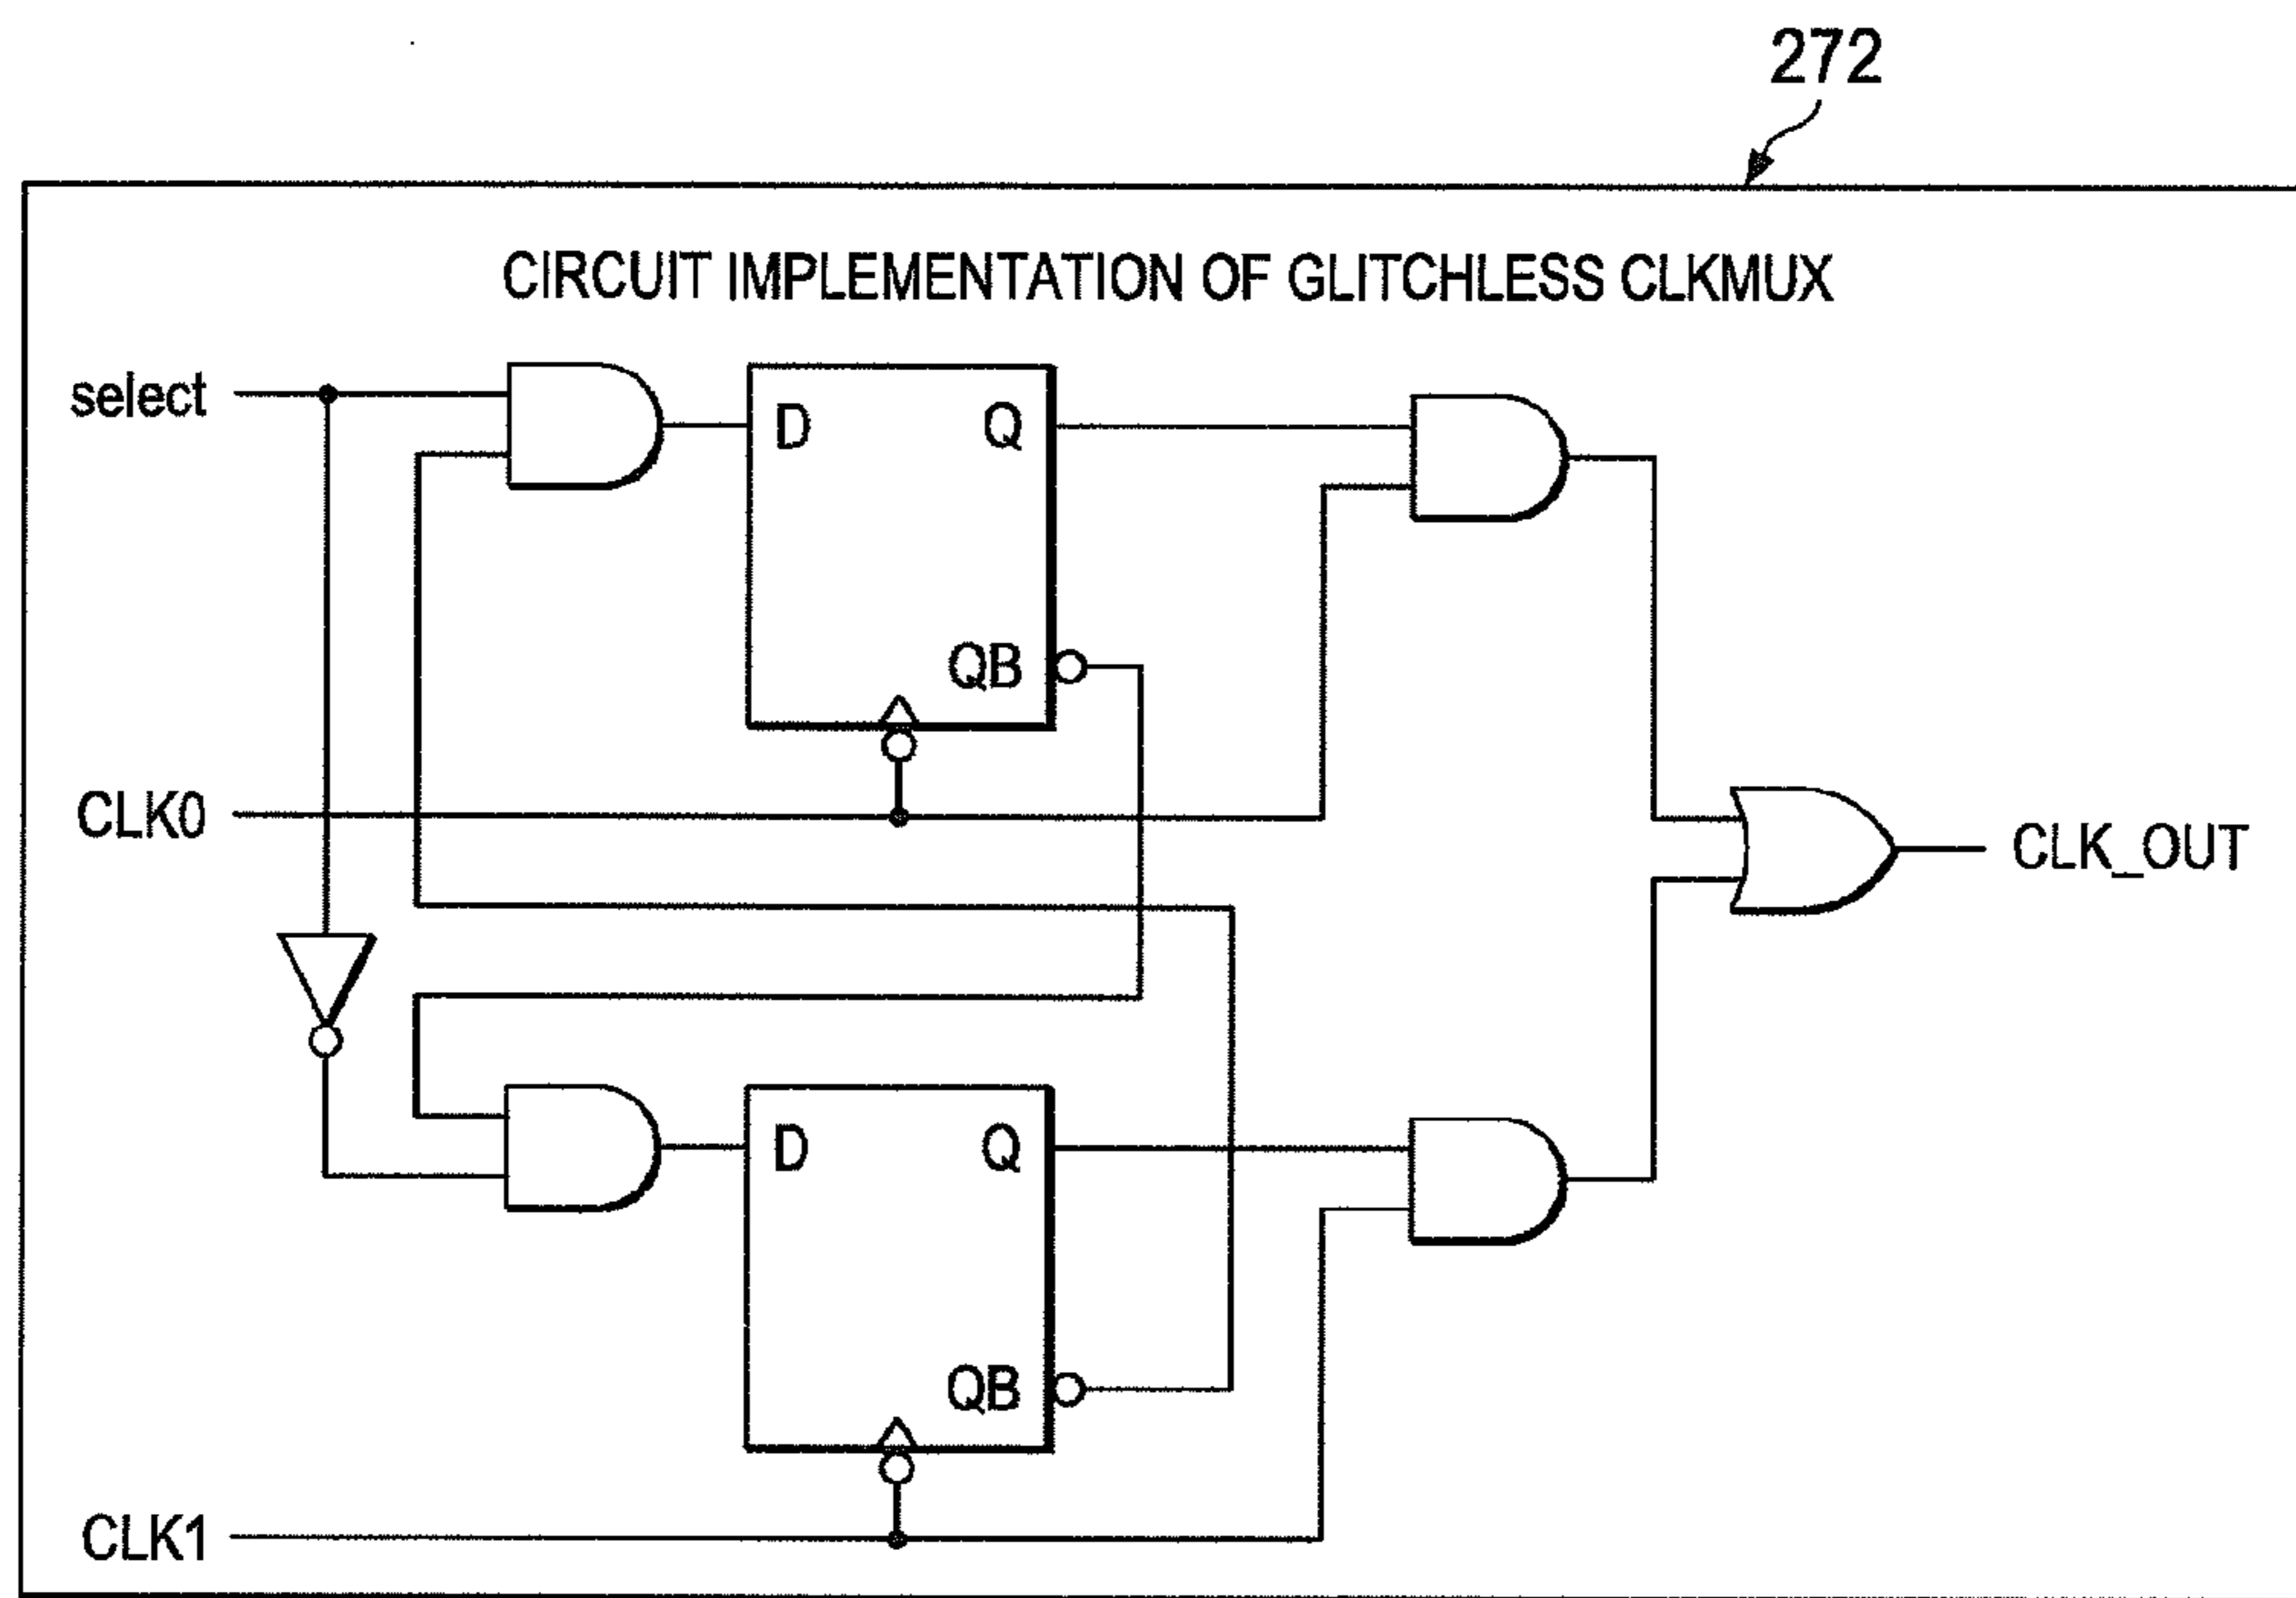 272
CIRCUIT IMPLEMENTATION OF GLITCHLESS CLKMUX
select
D
Q
QB
CLK0
CLK_OUT
D
Q
QB
CLK1